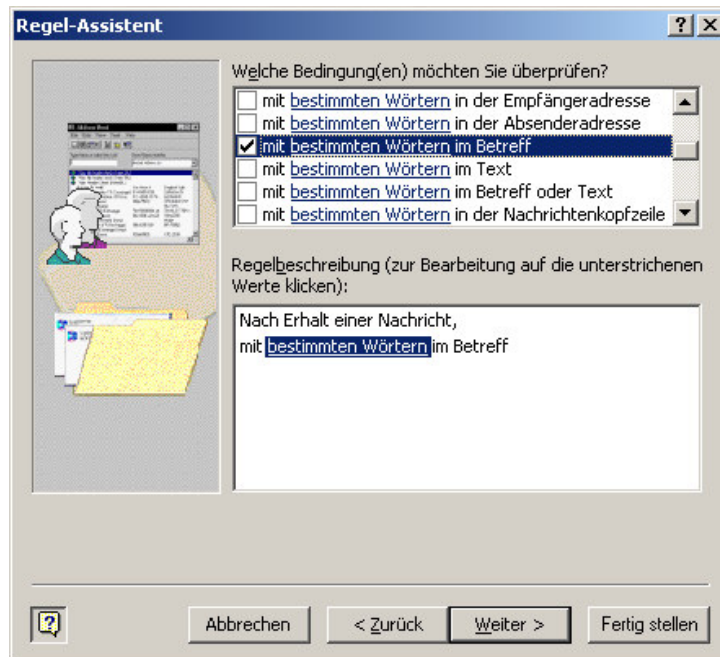 Regel-Assistent
Welche Bedingung(en) möchten Sie überprüfen?
mit bestimmten Wörtern in der Empfängeradresse
mit bestimmten Wörtern in der Absenderadresse
mit bestimmten Wörtern im Betreff
mit bestimmten Wörtern im Text
mit bestimmten Wörtern im Betreff oder Text
mit bestimmten Wörtern in der Nachrichtenkopfzeile
Regelbeschreibung (zur Bearbeitung auf die unterstrichenen
Werte klicken):
Nach Erhalt einer Nachricht,
mit bestimmten Wörtern im Betreff
Abbrechen
< Zurück
Weiter >
Fertig stellen